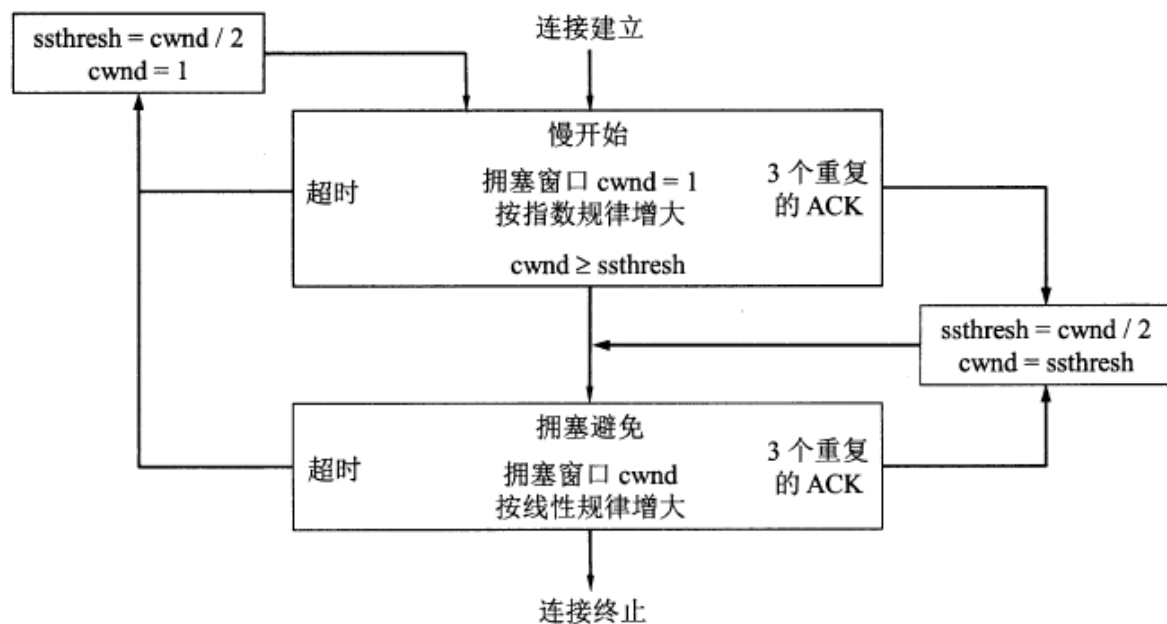 ssthresh = cwnd / 2
cwnd = 1
连接建立
慢开始
超时
拥塞窗口 cwnd = 1
按指数规律增大
3 个重复
的 ACK
cwnd ≥ ssthresh
ssthresh = cwnd / 2
cwnd = ssthresh
拥塞避免
超时
拥塞窗口 cwnd
按线性规律增大
3 个重复
的 ACK
连接终止